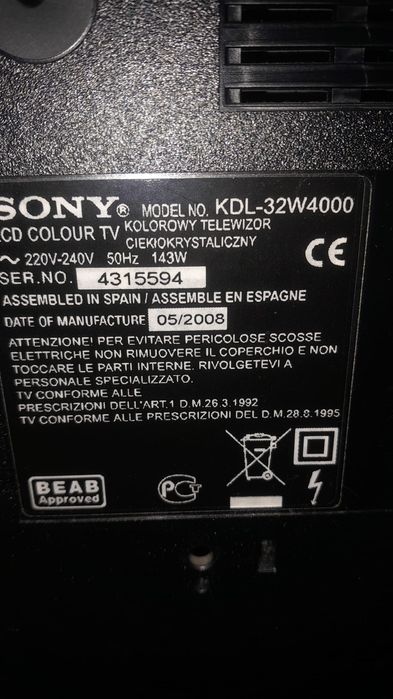 SONY® MODEL NO. KDL-32W4000
LCD COLOUR TV KOLOROWY TELEWIZOR
CIEKŁOKRYSTALICZNY
~ 220V-240V 50Hz 143W
SER.NO. 4315594
ASSEMBLED IN SPAIN / ASSEMBLE EN ESPAGNE
DATE OF MANUFACTURE 05/2008
ATTENZIONE! PER EVITARE PERICOLOSE SCOSSE
ELETTRICHE NON RIMUOVERE IL COPERCHIO E NON
TOCCARE LE PARTI INTERNE. RIVOLGETEVI A
PERSONALE SPECIALIZZATO.
TV CONFORME ALLE
PRESCRIZIONI DELL'ART.1 D.M.26.3.1992
TV CONFORME ALLE PRESCRIZIONI DEL D.M.28.8.1995
CE
BEAB
Approved
РСТ